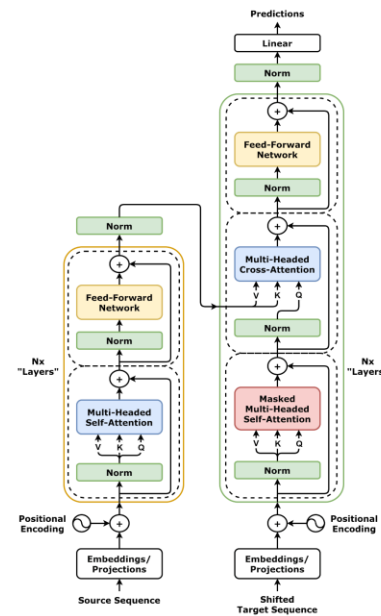 Predictions
Linear
Norm
+
Feed-Forward
Network
Norm
+
Multi-Headed
Cross-Attention
V K Q
Norm
+
Masked
Multi-Headed
Self-Attention
V K Q
Norm
Nx
"Layers"
+
Positional
Encoding
Embeddings/
Projections
Shifted
Target Sequence
Norm
+
Feed-Forward
Network
Norm
+
Multi-Headed
Self-Attention
V K Q
Norm
Nx
"Layers"
+
Positional
Encoding
Embeddings/
Projections
Source Sequence